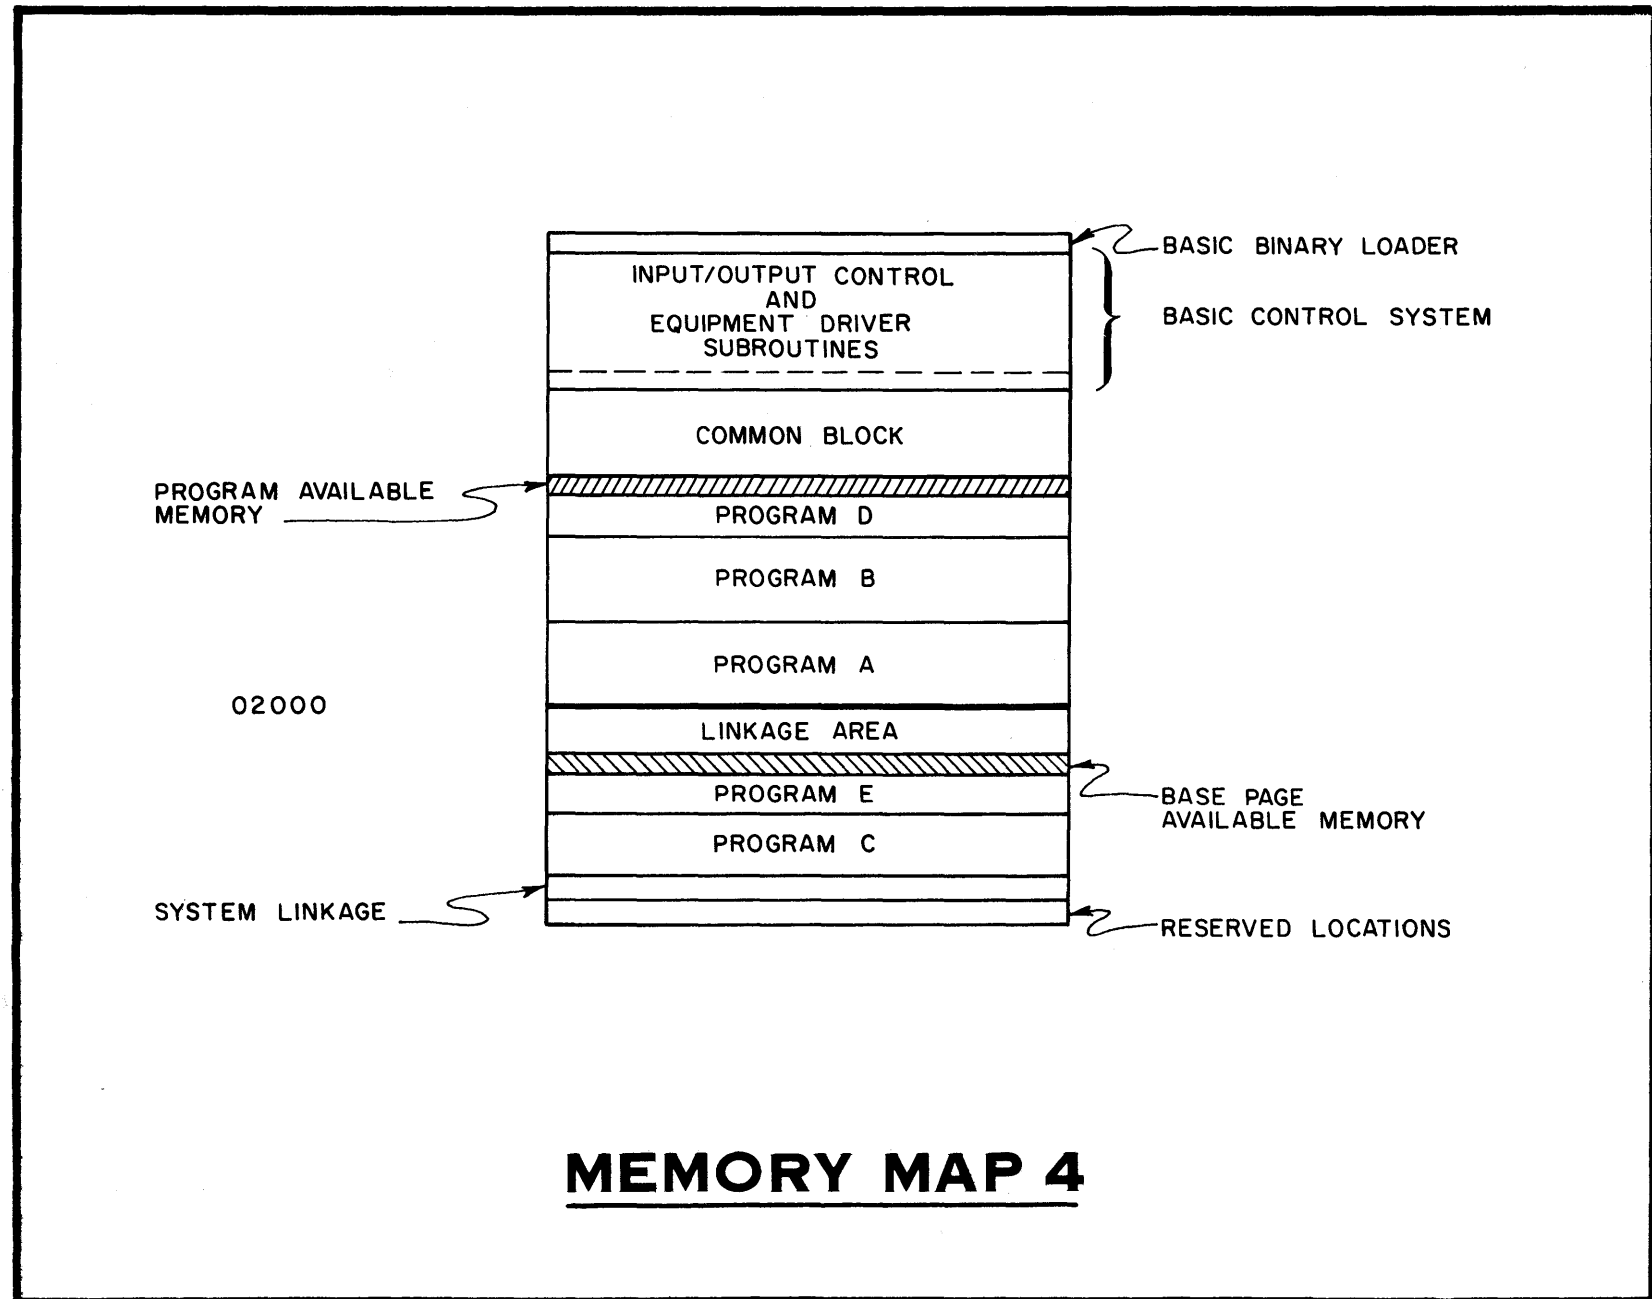 BASIC BINARY LOADER
INPUT/OUTPUT CONTROL
AND
EQUIPMENT DRIVER
SUBROUTINES
BASIC CONTROL SYSTEM
COMMON BLOCK
PROGRAM AVAILABLE
MEMORY
PROGRAM D
PROGRAM B
PROGRAM A
02000
LINKAGE AREA
PROGRAM E
BASE PAGE
AVAILABLE MEMORY
PROGRAM C
SYSTEM LINKAGE
RESERVED LOCATIONS
MEMORY MAP 4